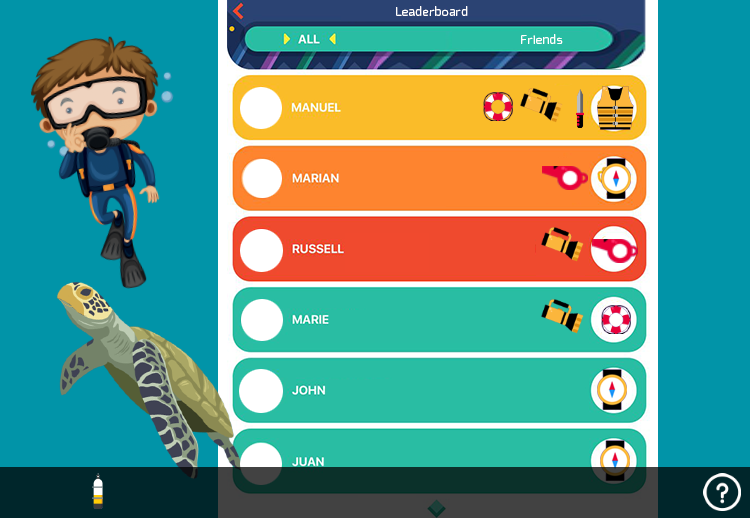 Leaderboard
ALL
Friends
MANUEL
MARIAN
RUSSELL
MARIE
JOHN
JUAN
?